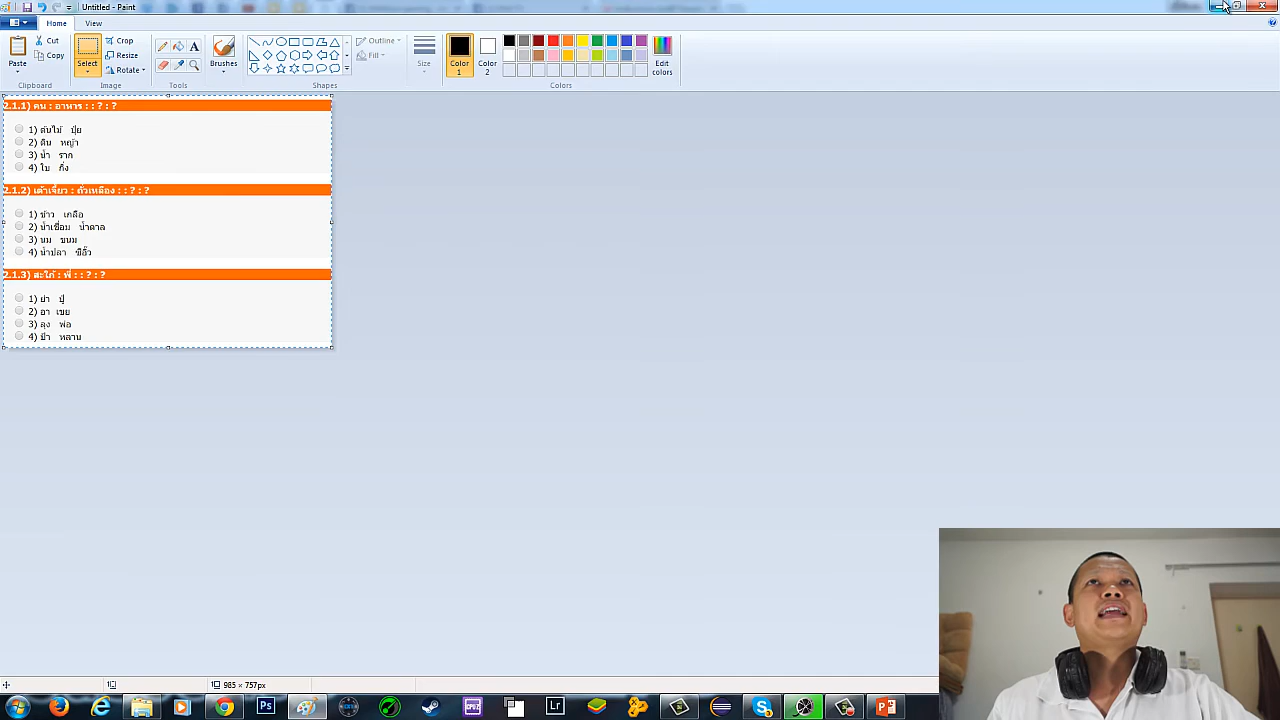 Untitled - Paint
Home View
Paste
Cut
Copy
Clipboard
Select
Crop
Resize
Rotate
Image
Tools
Brushes
Outline
Fill
Shapes
Size
Color 1
Color 2
Edit colors
Colors
2.1.1) คน : อาหาร : : ? : ?
1) ต้นไม้ ปุ๋ย
2) ดิน หญ้า
3) น้ำ ราก
4) ใบ กิ่ง
2.1.2) เต้าเจี้ยว : ถั่วเหลือง : : ? : ?
1) ข้าว เกลือ
2) น้ำเชื่อม น้ำตาล
3) นม ขนม
4) น้ำปลา ซีอิ๊ว
2.1.3) สะใภ้ : พี่ : : ? : ?
1) ย่า ปู่
2) อา เขย
3) ลุง พ่อ
4) ป้า หลาน
985 × 757px